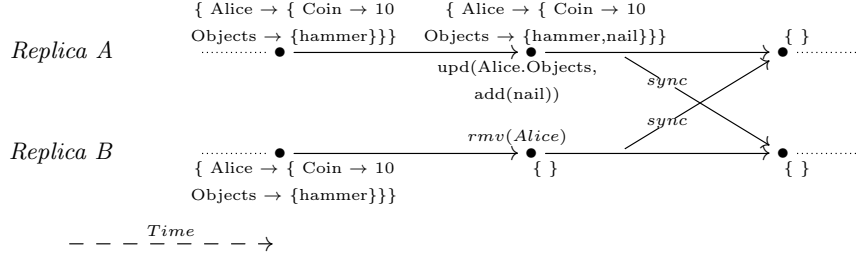 { Alice → { Coin → 10 { Alice → { Coin → 10
Objects → {hammer}}} Objects → {hammer,nail}}} { }
Replica A
upd(Alice.Objects,
add(nail))
sync
sync
rmv(Alice)
Replica B
{ Alice → { Coin → 10 { } { }
Objects → {hammer}}}
Time